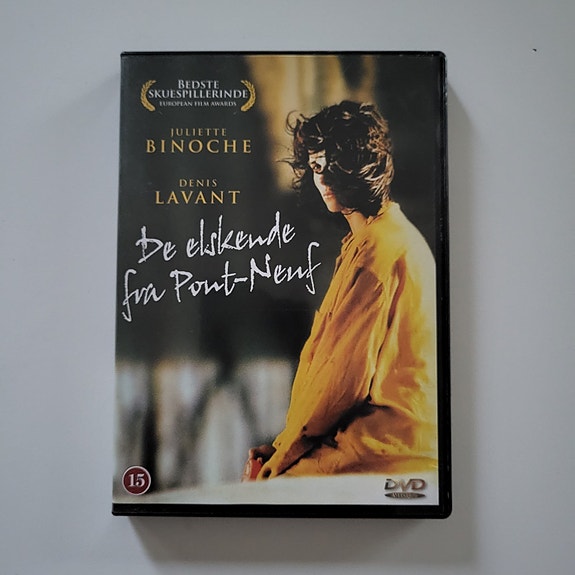 BEDSTE
SKUESPILLERINDE
EUROPEAN FILM AWARDS
JULIETTE
BINOCHE
DENIS
LAVANT
De elskende
fra Pont-Neuf
15
DVD